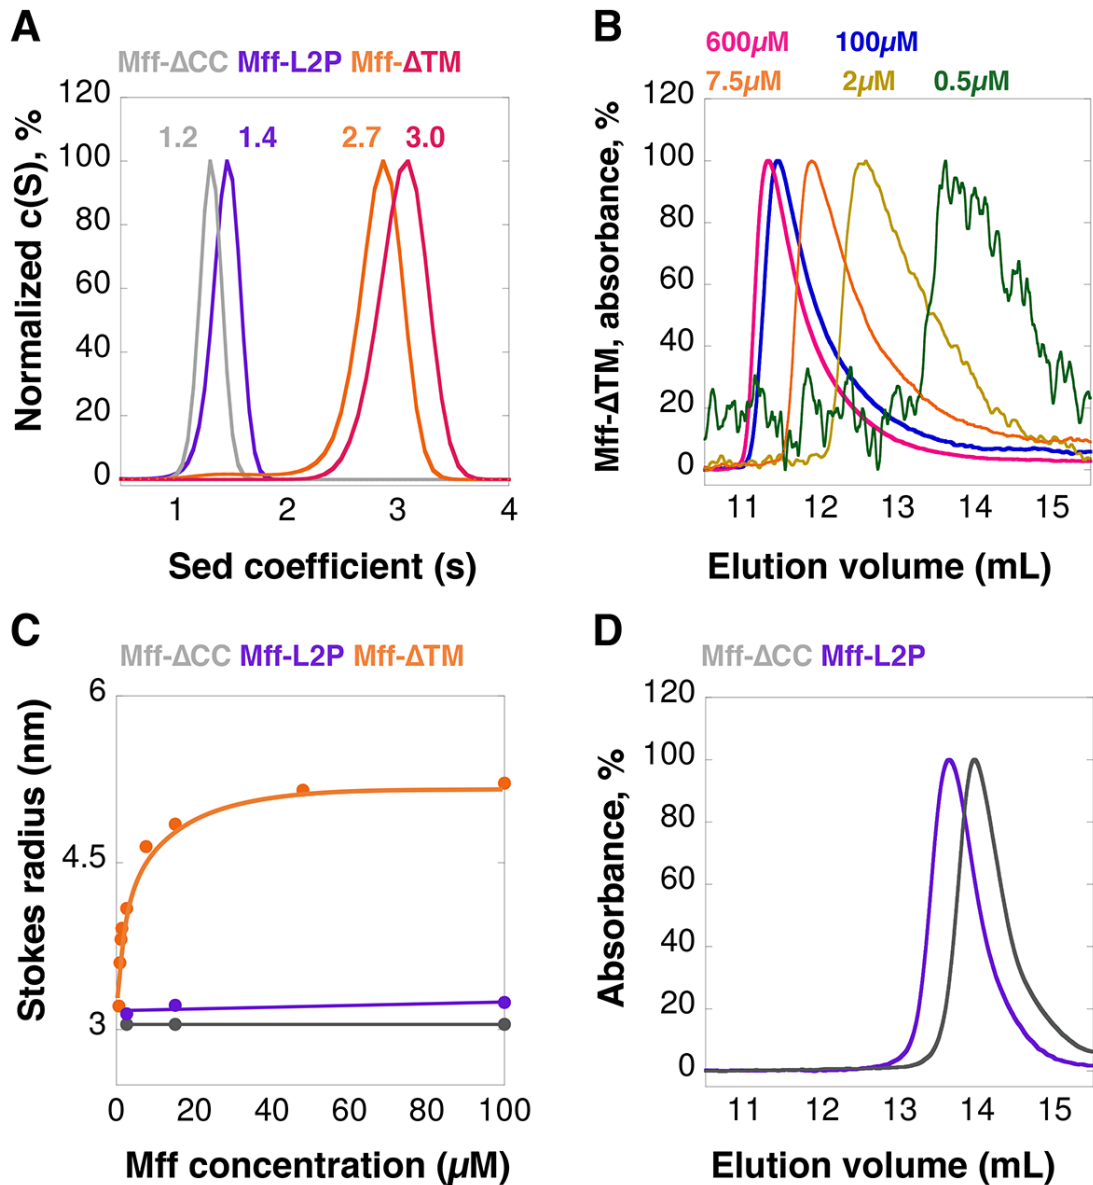 A
Mff-ΔCC Mff-L2P Mff-ΔTM
120
100
80
60
40
20
0
1.2 1.4 2.7 3.0
1 2 3 4
Normalized c(S), %
Sed coefficient (s)
B
600µM 100µM
7.5µM 2µM 0.5µM
120
100
80
60
40
20
0
11 12 13 14 15
Mff-ΔTM, absorbance, %
Elution volume (mL)
C
Mff-ΔCC Mff-L2P Mff-ΔTM
6
4.5
3
0 20 40 60 80 100
Stokes radius (nm)
Mff concentration (µM)
D
Mff-ΔCC Mff-L2P
120
100
80
60
40
20
0
11 12 13 14 15
Absorbance, %
Elution volume (mL)